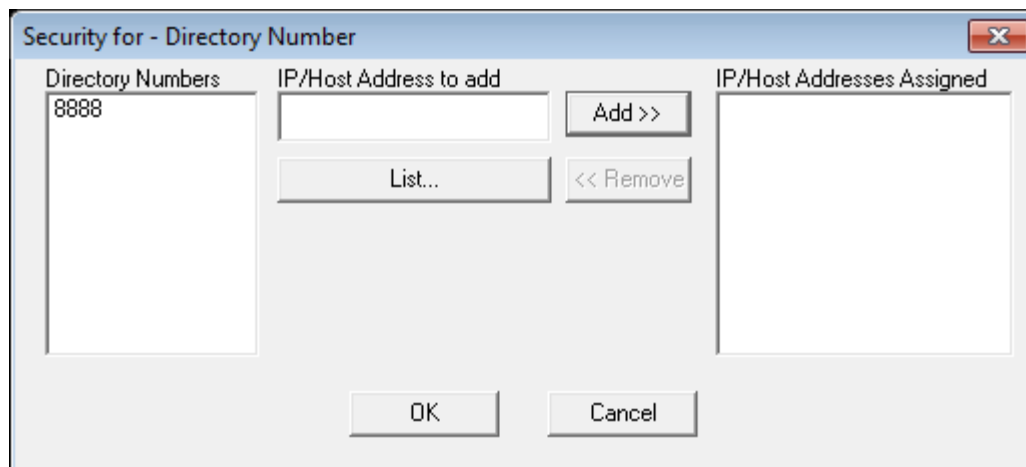 Security for - Directory Number
Directory Numbers
IP/Host Address to add
IP/Host Addresses Assigned
8888
Add >>
List...
<< Remove
OK
Cancel